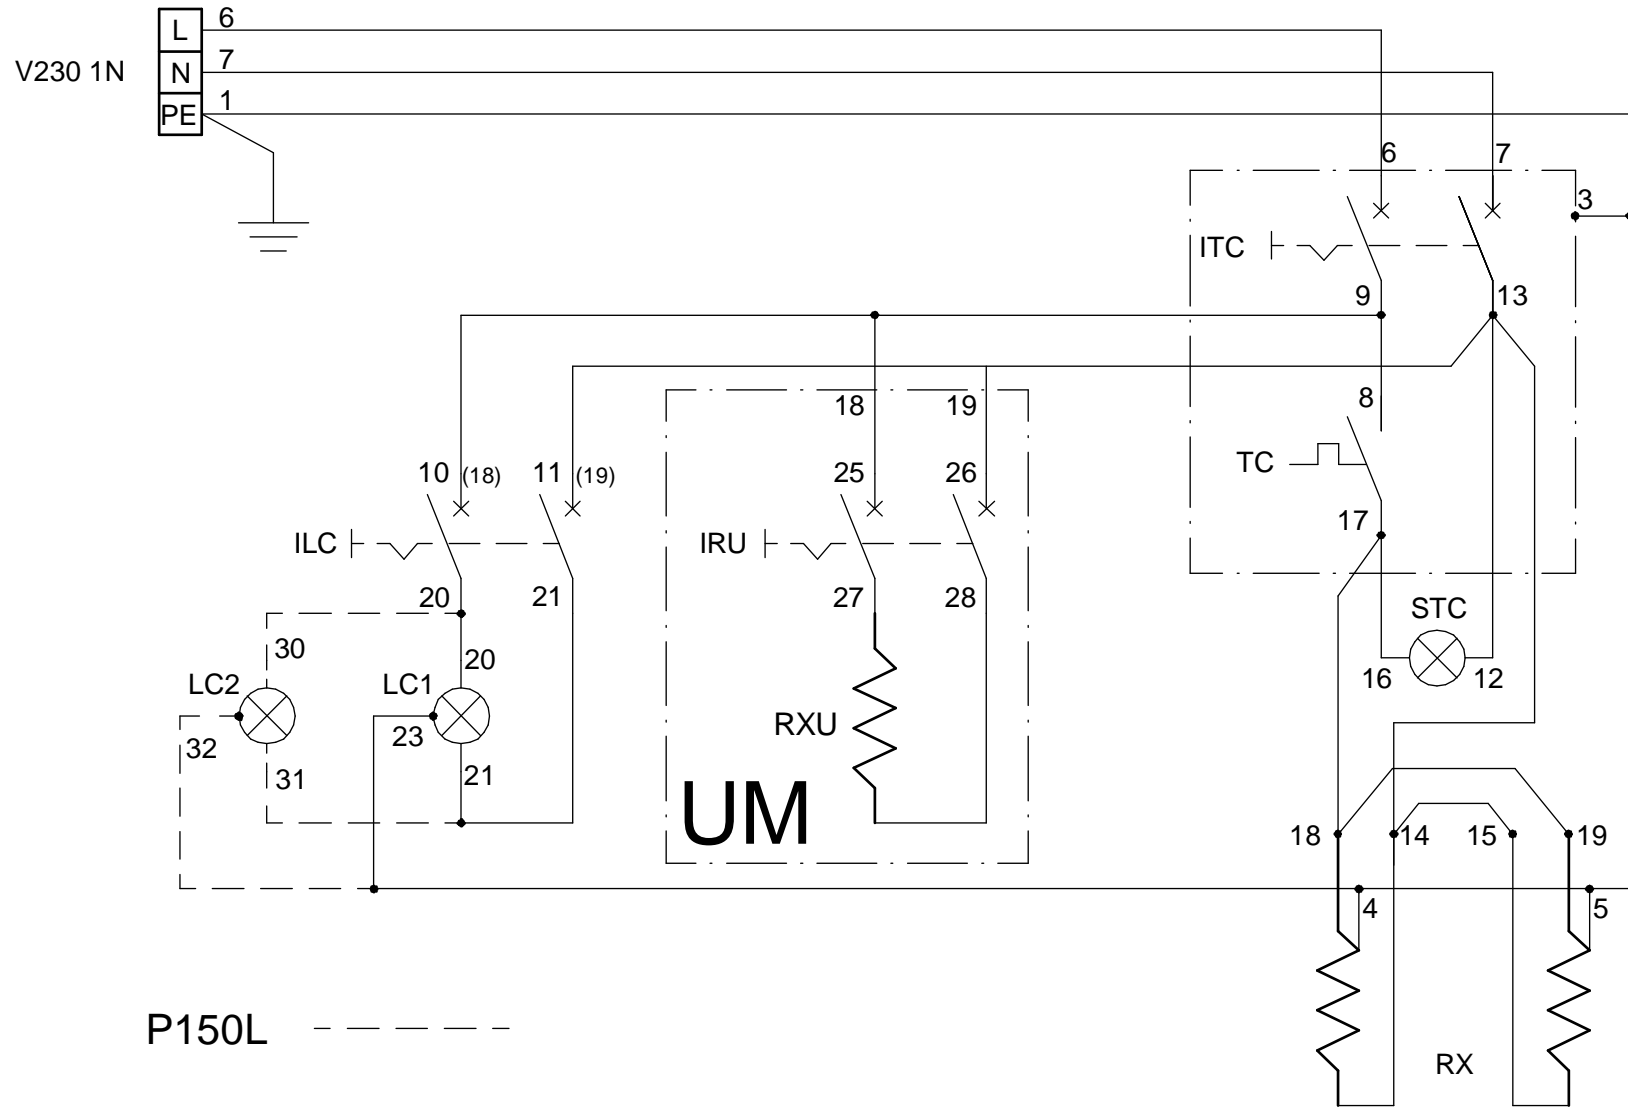 L 6
V230 1N N 7
PE 1
6 7
3
ITC
9 13
18 19 8
10 (18) 11 (19) 25 26 TC
17
ILC IRU
20 21 27 28 STC
30 20
LC2 LC1 16 12
32 23 RXU
31 21
UM
18 14 15 19
4 5
P150L RX